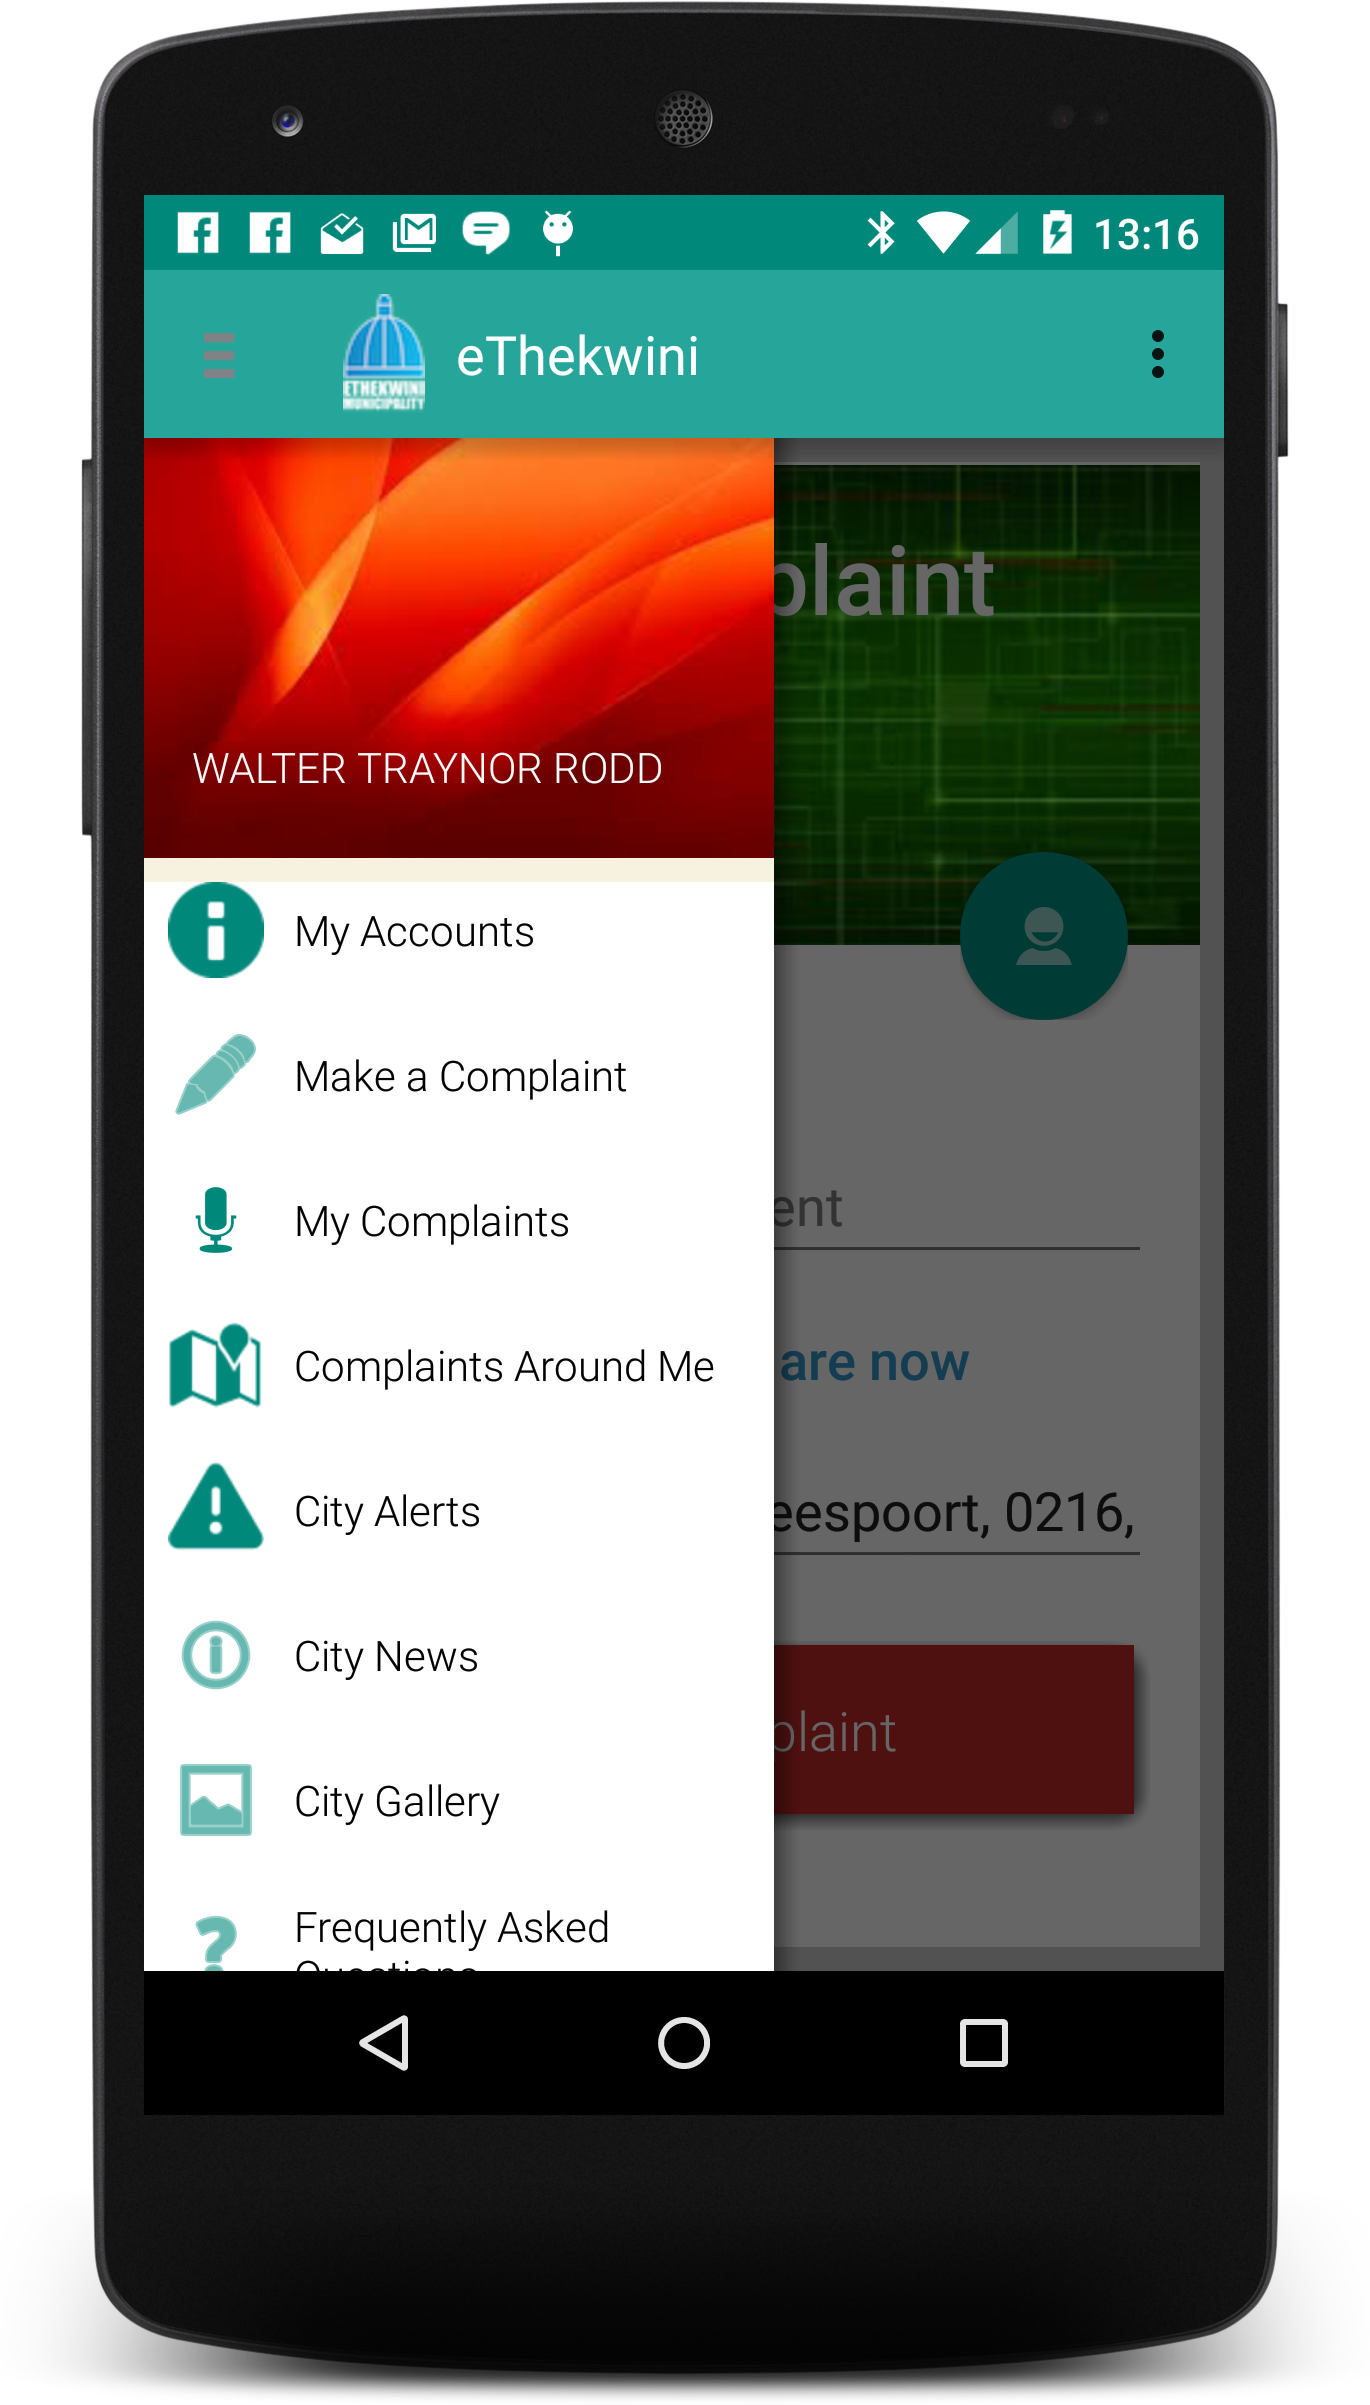 13:16
ETHEKWINI
MUNICIPALITY
eThekwini
plaint
WALTER TRAYNOR RODD
My Accounts
Make a Complaint
My Complaints
ent
Complaints Around Me
are now
City Alerts
eespoort, 0216,
City News
plaint
City Gallery
Frequently Asked
Questions